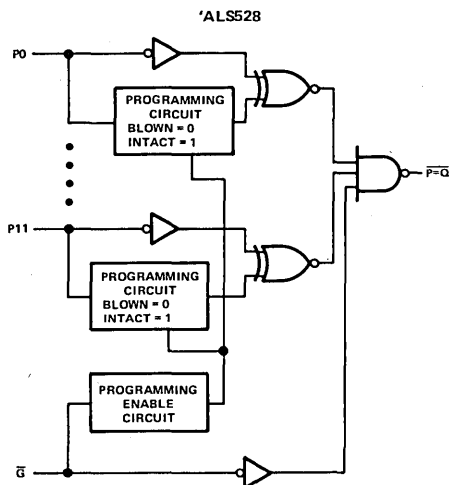 'ALS528
P0
PROGRAMMING
CIRCUIT
BLOWN = 0
INTACT = 1
P11
PROGRAMMING
CIRCUIT
BLOWN = 0
INTACT = 1
P=Q
PROGRAMMING
ENABLE
CIRCUIT
G